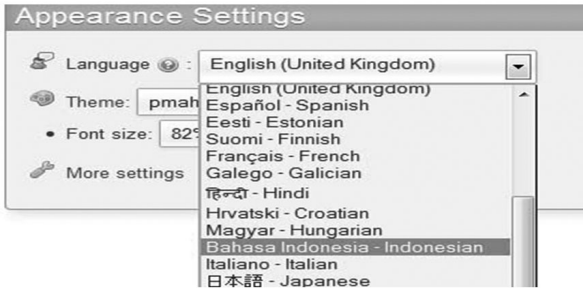 Appearance Settings
Language : English (United Kingdom)
English (United Kingdom)
Theme: pmah
Español - Spanish
Eesti - Estonian
Font size: 82%
Suomi - Finnish
Français - French
More settings
Galego - Galician
हिन्दी - Hindi
Hrvatski - Croatian
Magyar - Hungarian
Bahasa Indonesia - Indonesian
Italiano - Italian
日本語 - Japanese